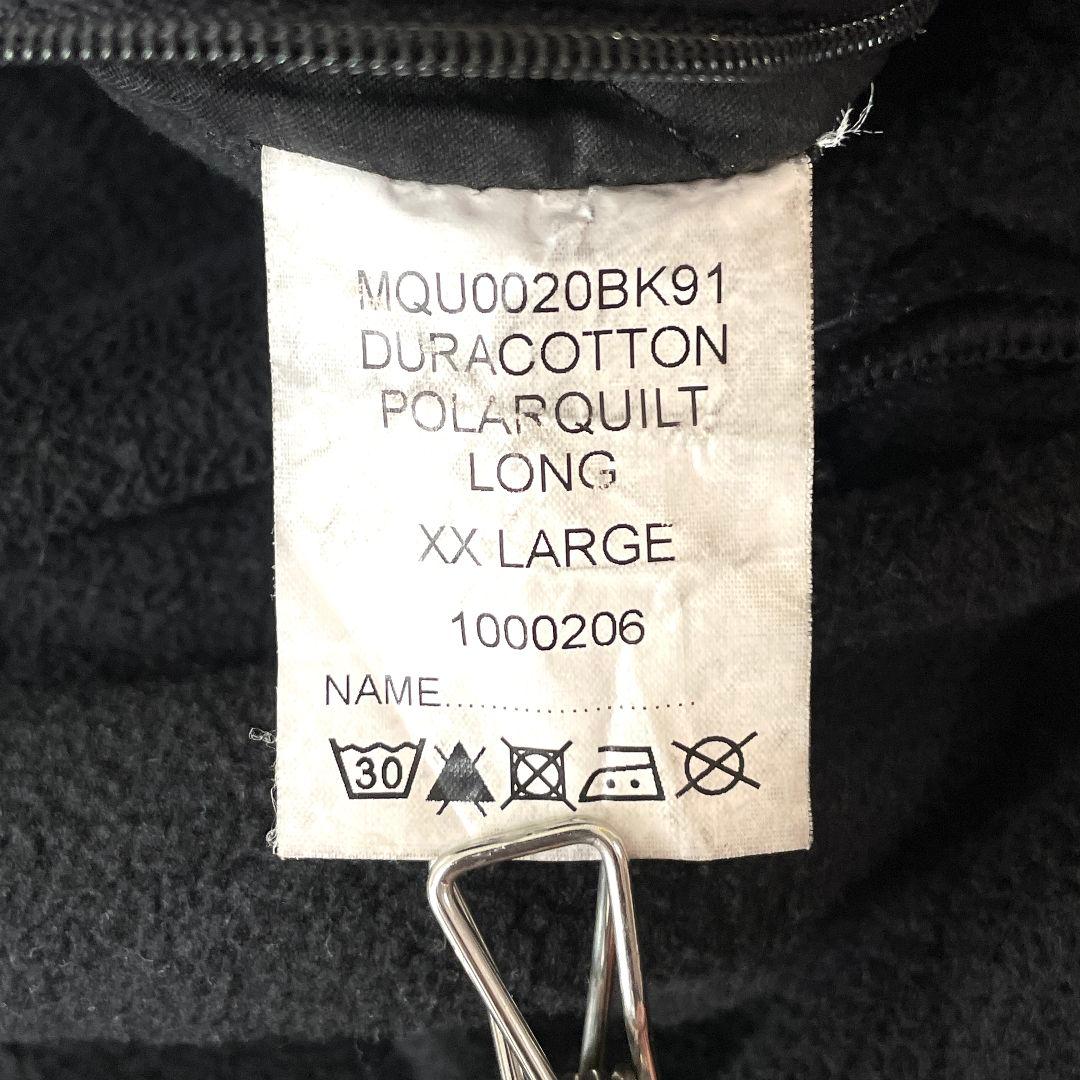 MQU0020BK91
DURACOTTON
POLARQUILT
LONG
XX LARGE
1000206
NAME.....................
30